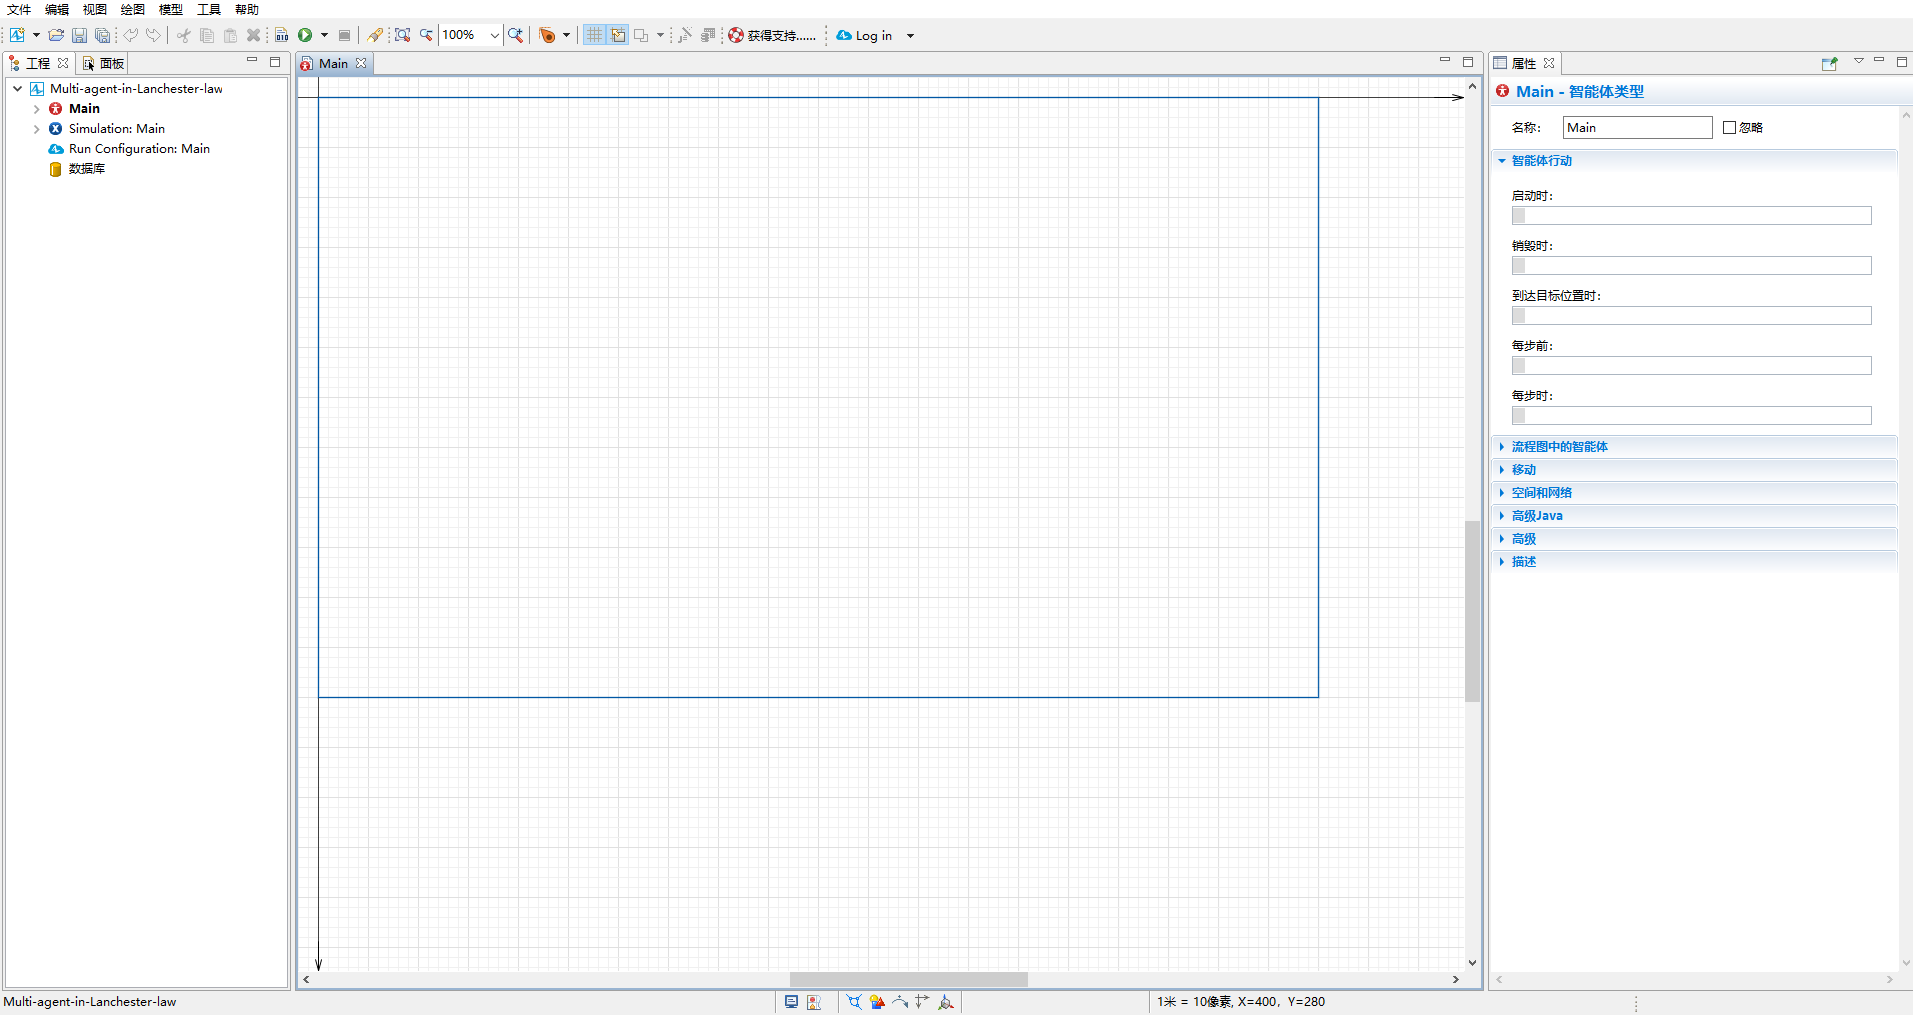 文件 编辑 视图 绘图 模型 工具 帮助
100% 获得支持...... Log in
工程 面板
Multi-agent-in-Lanchester-law
Main
Simulation: Main
Run Configuration: Main
数据库
Main
属性
Main - 智能体类型
名称: Main 忽略
智能体行动
启动时:
销毁时:
到达目标位置时:
每步前:
每步时:
流程图中的智能体
移动
空间和网络
高级Java
高级
描述
Multi-agent-in-Lanchester-law
1米 = 10像素, X=400, Y=280